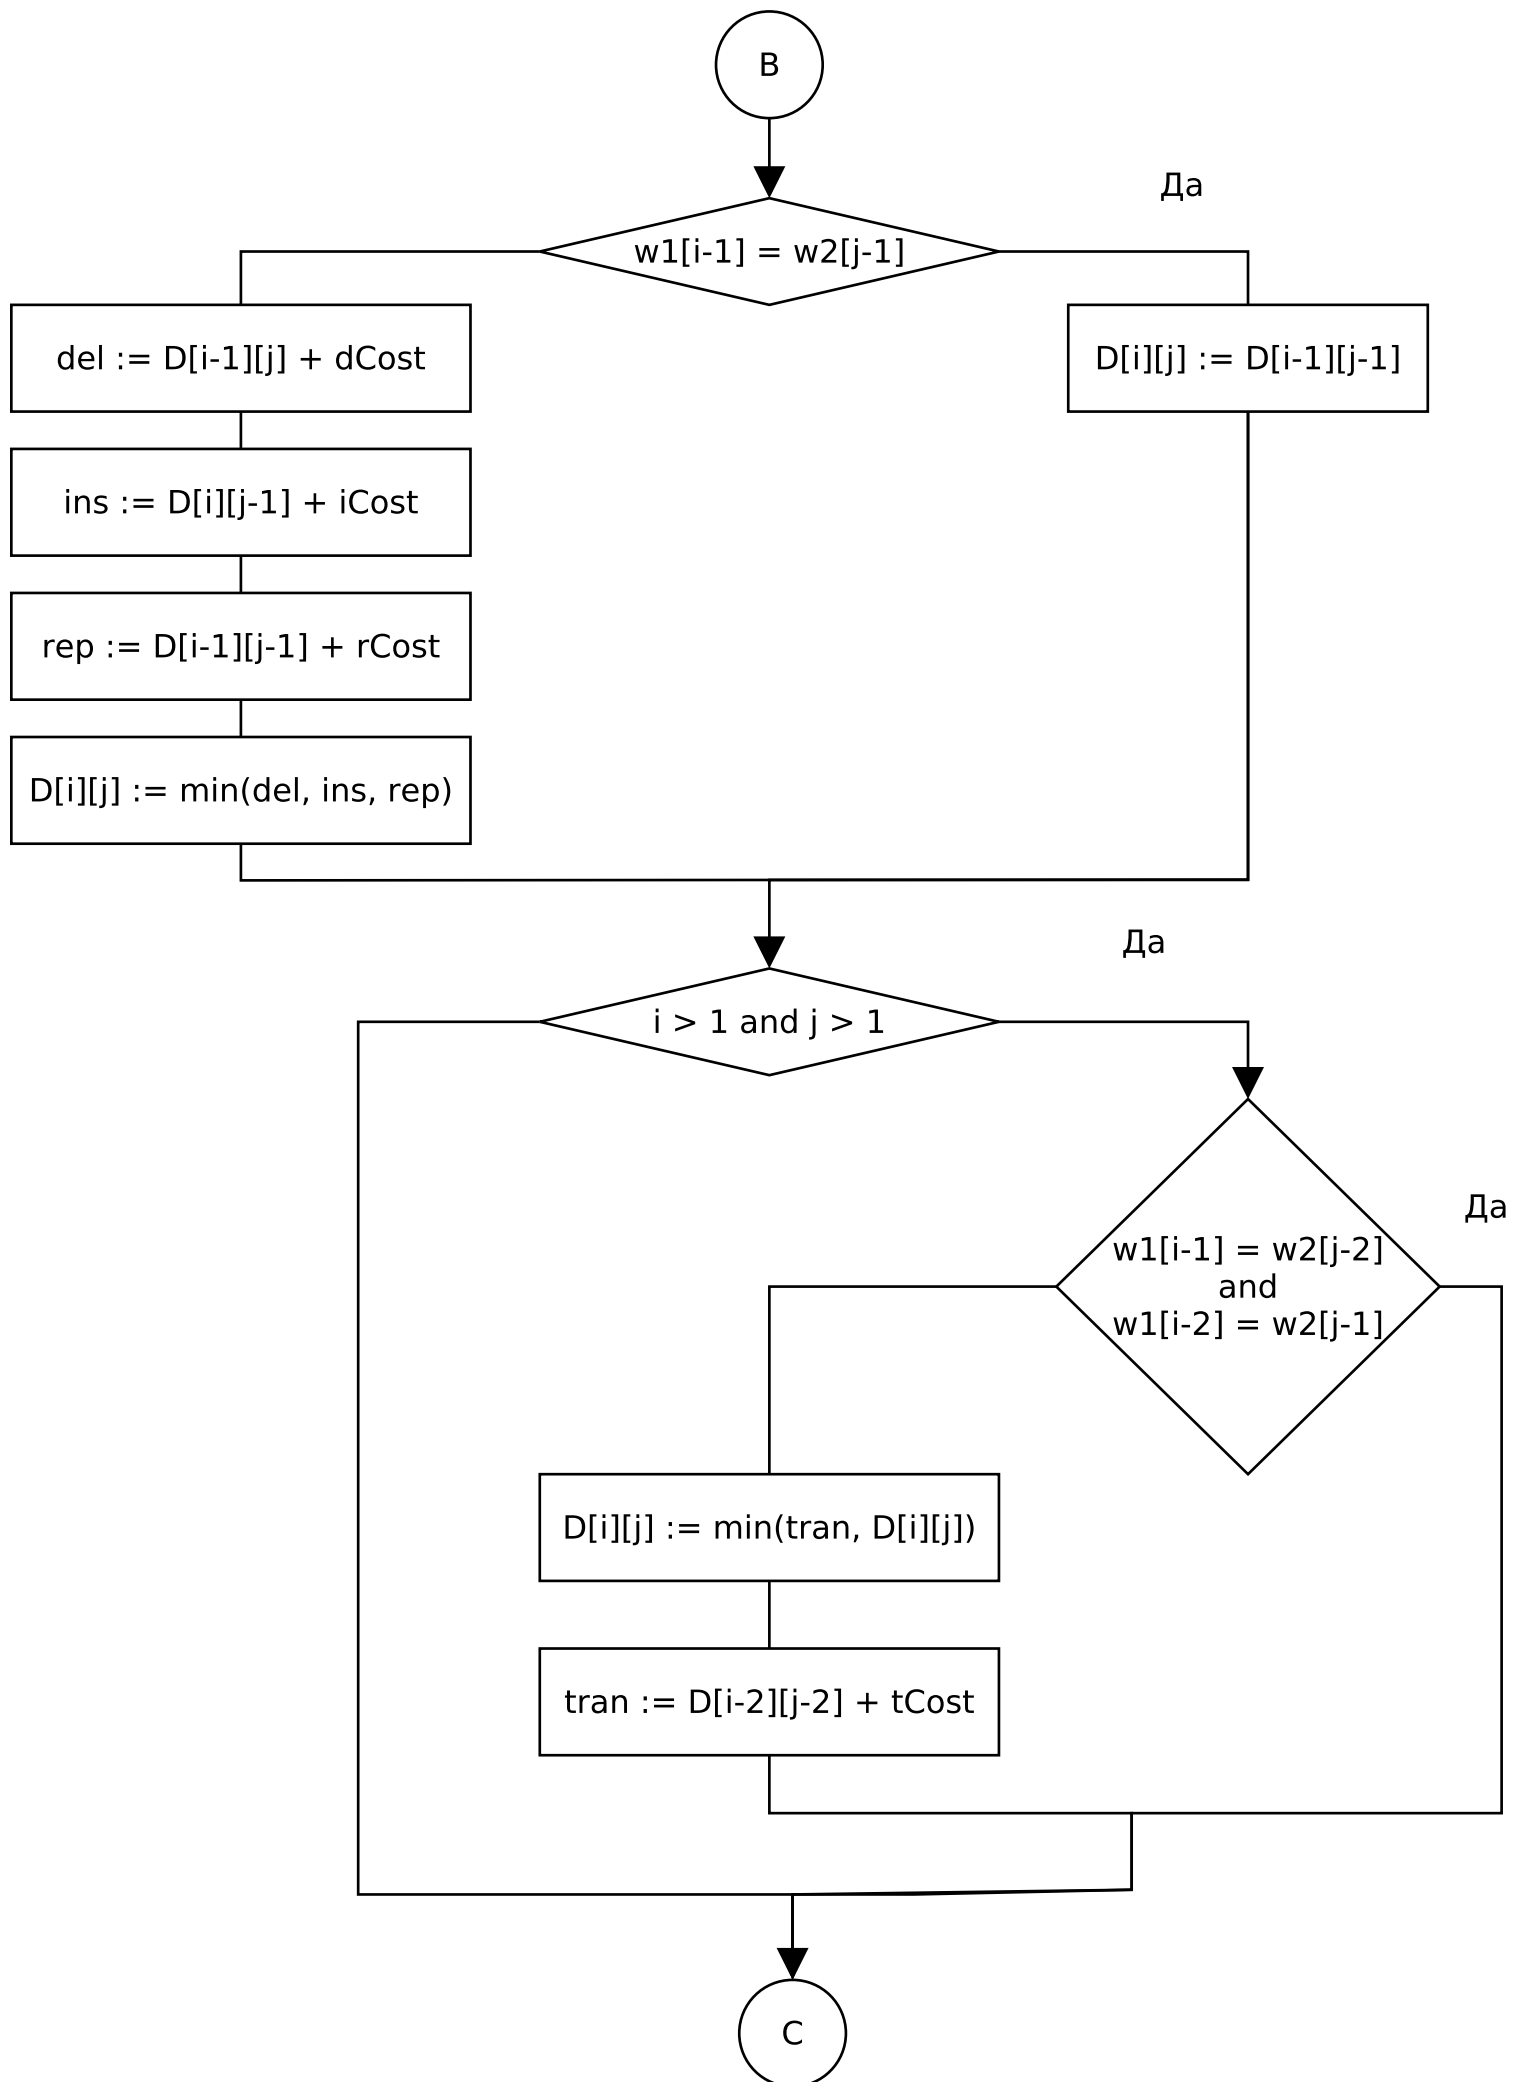 B
Да
w1[i-1] = w2[j-1]
del := D[i-1][j] + dCost
D[i][j] := D[i-1][j-1]
ins := D[i][j-1] + iCost
rep := D[i-1][j-1] + rCost
D[i][j] := min(del, ins, rep)
Да
i > 1 and j > 1
Да
w1[i-1] = w2[j-2]
and
w1[i-2] = w2[j-1]
D[i][j] := min(tran, D[i][j])
tran := D[i-2][j-2] + tCost
C